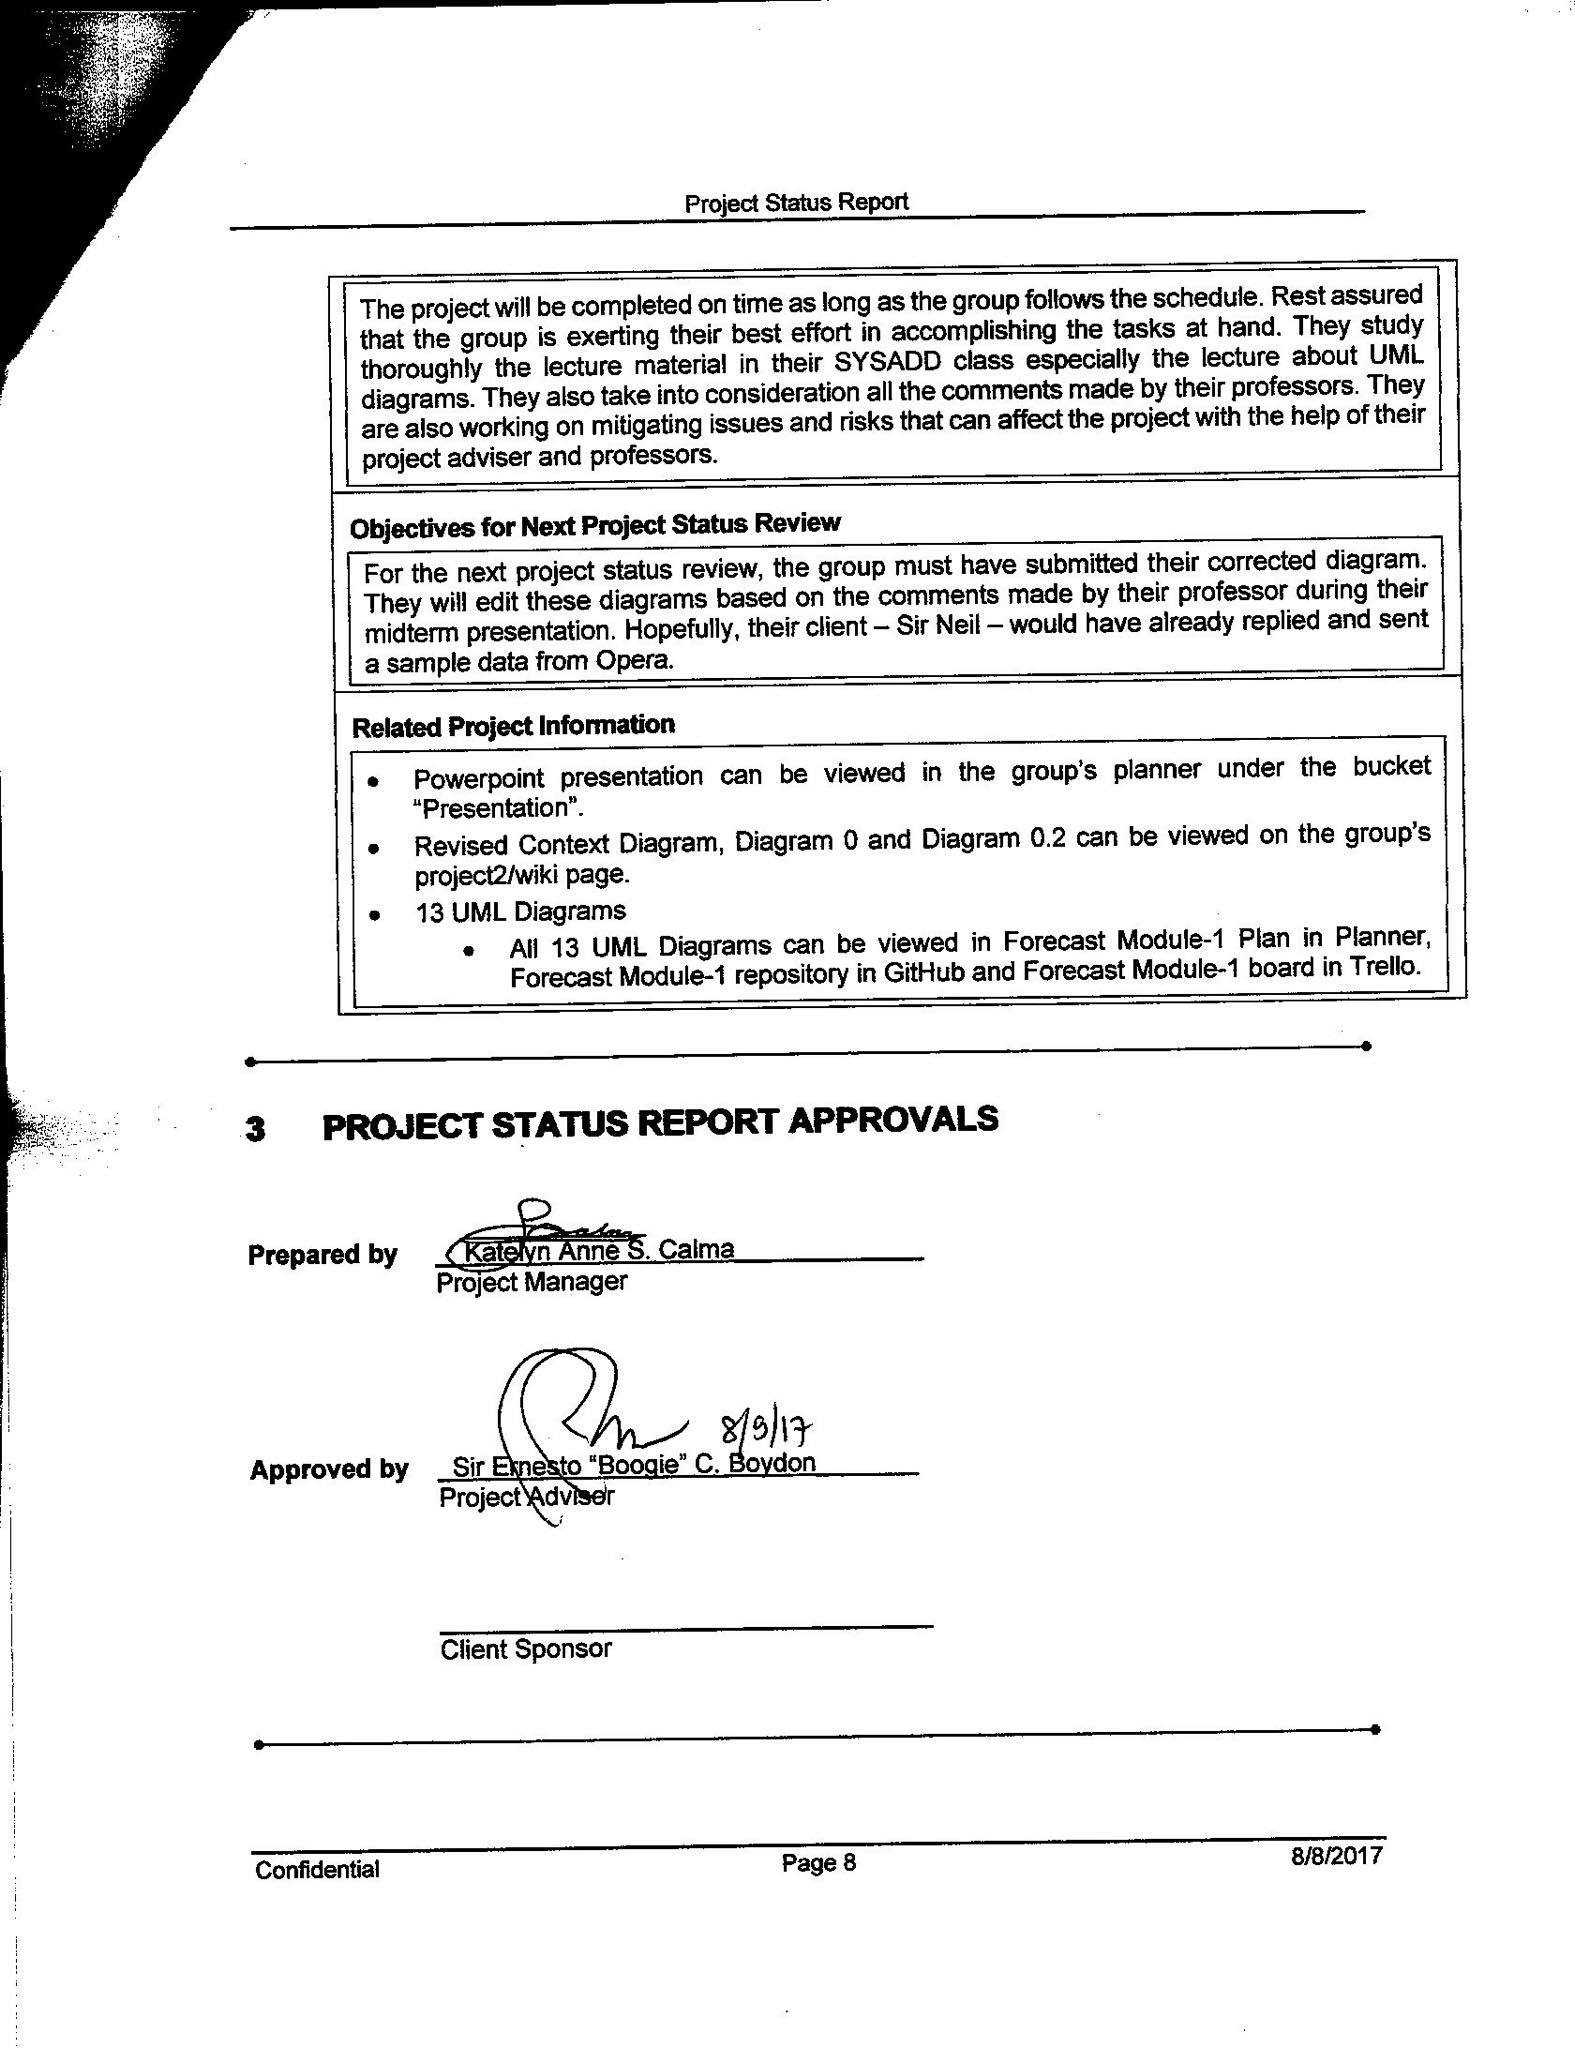 Project Status Report
The project will be completed on time as long as the group follows the schedule. Rest assured
that the group is exerting their best effort in accomplishing the tasks at hand. They study
thoroughly the lecture material in their SYSADD class especially the lecture about UML
diagrams. They also take into consideration all the comments made by their professors. They
are also working on mitigating issues and risks that can affect the project with the help of their
project adviser and professors.
Objectives for Next Project Status Review
For the next project status review, the group must have submitted their corrected diagram.
They will edit these diagrams based on the comments made by their professor during their
midterm presentation. Hopefully, their client – Sir Neil – would have already replied and sent
a sample data from Opera.
Related Project Information
• Powerpoint presentation can be viewed in the group's planner under the bucket
"Presentation".
• Revised Context Diagram, Diagram 0 and Diagram 0.2 can be viewed on the group's
project2/wiki page.
• 13 UML Diagrams
• All 13 UML Diagrams can be viewed in Forecast Module-1 Plan in Planner,
Forecast Module-1 repository in GitHub and Forecast Module-1 board in Trello.
3 PROJECT STATUS REPORT APPROVALS
Prepared by Katelyn Anne S. Calma
Project Manager
8/9/17
Approved by Sir Ernesto "Boogie" C. Boydon
Project Adviser
Client Sponsor
Confidential Page 8 8/8/2017